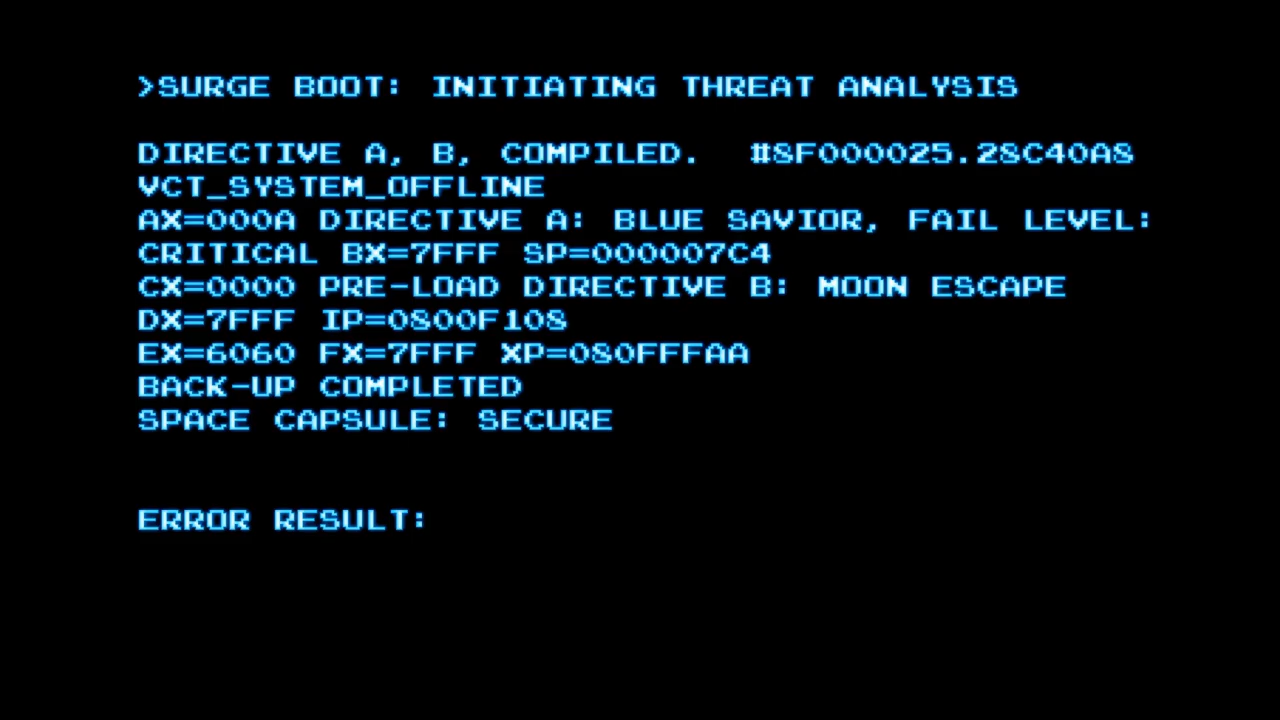 >SURGE BOOT: INITIATING THREAT ANALYSIS
DIRECTIVE A, B, COMPILED. #8F000025.28C40A8
VCT_SYSTEM_OFFLINE
AX=000A DIRECTIVE A: BLUE SAVIOR, FAIL LEVEL:
CRITICAL BX=7FFF SP=000007C4
CX=0000 PRE-LOAD DIRECTIVE B: MOON ESCAPE
DX=7FFF IP=0800F108
EX=6060 FX=7FFF XP=080FFFAA
BACK-UP COMPLETED
SPACE CAPSULE: SECURE
ERROR RESULT: